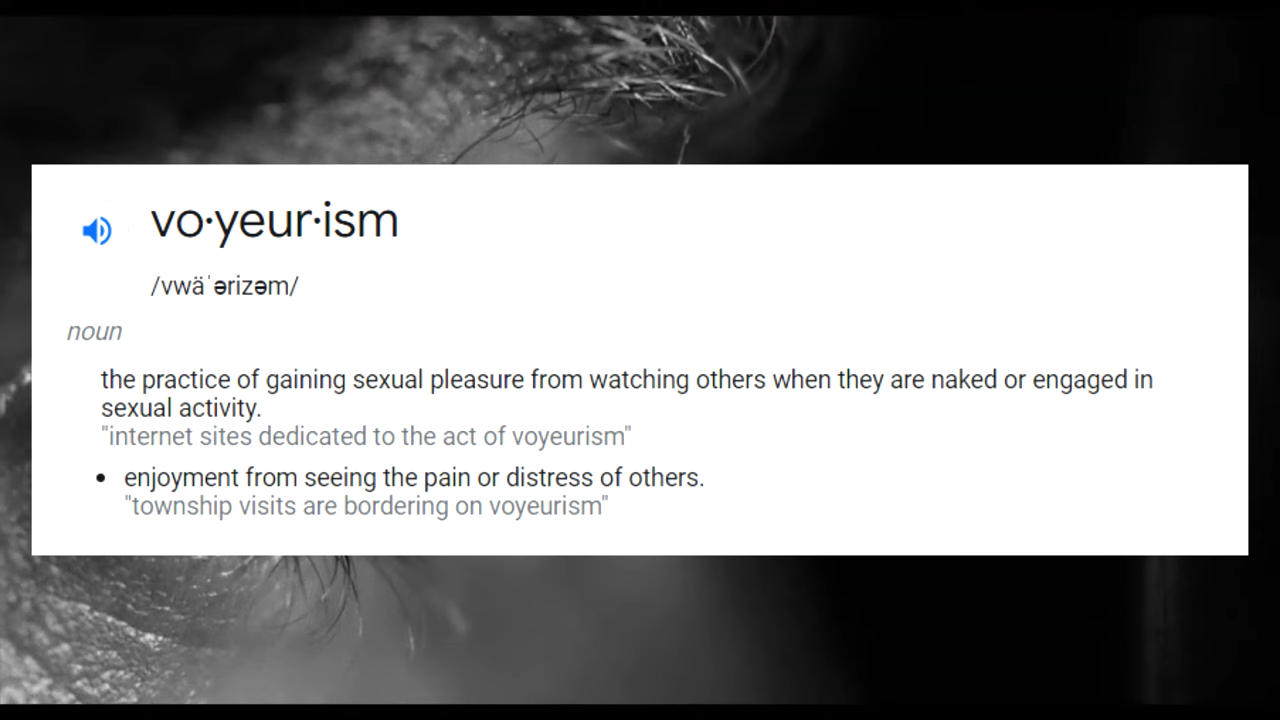 vo·yeur·ism
/vwäˈərizəm/
noun
the practice of gaining sexual pleasure from watching others when they are naked or engaged in
sexual activity.
"internet sites dedicated to the act of voyeurism"
• enjoyment from seeing the pain or distress of others.
"township visits are bordering on voyeurism"